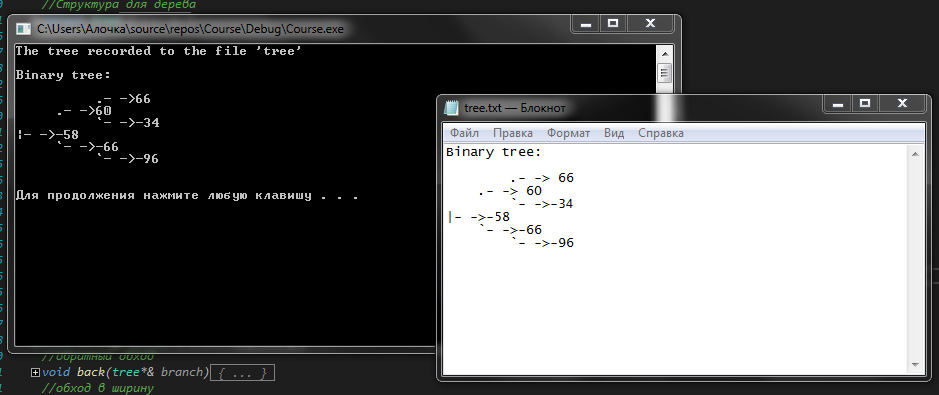 //Структура для дерева
C:\Users\Алочка\source\repos\Course\Debug\Course.exe
The tree recorded to the file 'tree'
Binary tree:
.- ->66
.- ->60
`- ->-34
|- ->-58
`- ->-66
`- ->-96
Для продолжения нажмите любую клавишу . . .
tree.txt — Блокнот
Файл Правка Формат Вид Справка
Binary tree:
.- -> 66
.- -> 60
`- ->-34
|- ->-58
`- ->-66
`- ->-96
//обратный обход
void back(tree*& branch){ ... }
//обход в ширину